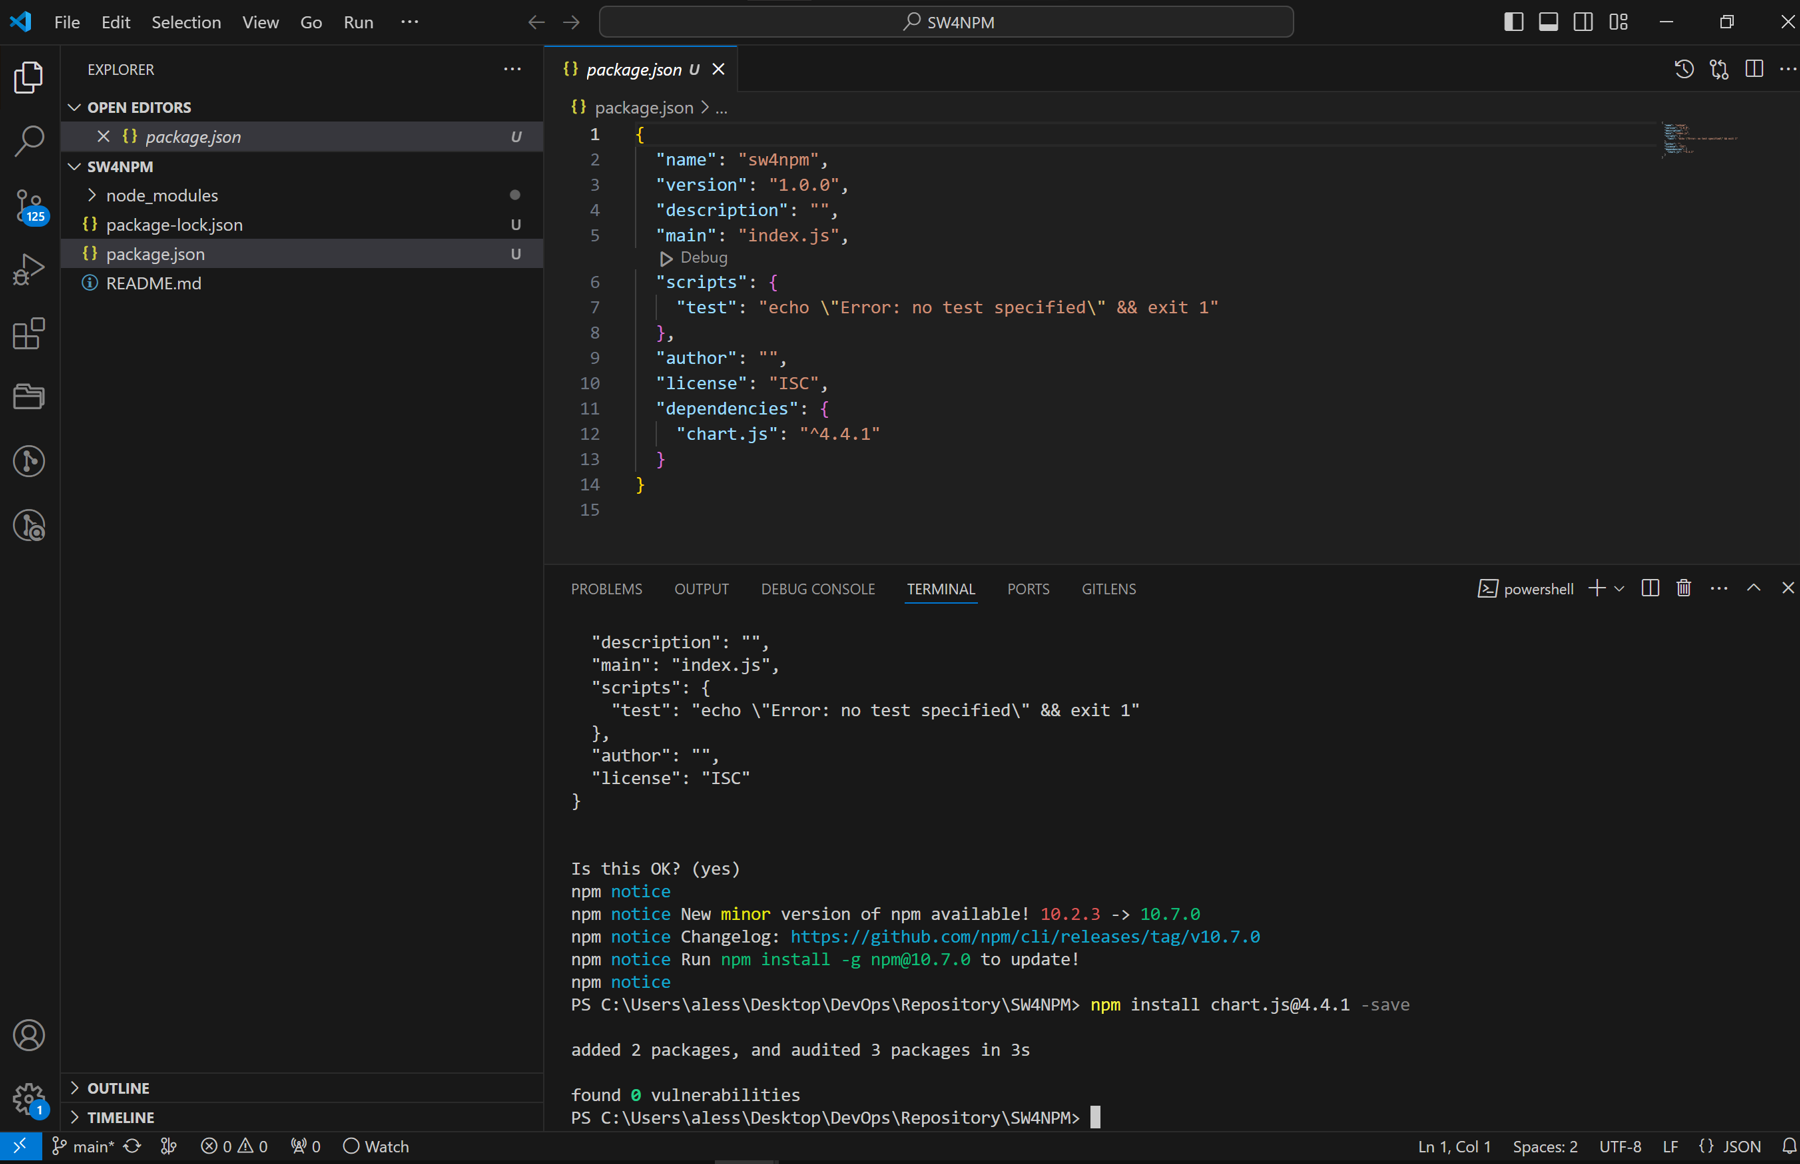 File Edit Selection View Go Run ···
SW4NPM
EXPLORER
OPEN EDITORS
{} package.json U
SW4NPM
node_modules
{} package-lock.json U
{} package.json U
README.md
125
1
OUTLINE
TIMELINE
{} package.json U
{} package.json > ...
1 {
2 "name": "sw4npm",
3 "version": "1.0.0",
4 "description": "",
5 "main": "index.js",
Debug
6 "scripts": {
7 "test": "echo \"Error: no test specified\" && exit 1"
8 },
9 "author": "",
10 "license": "ISC",
11 "dependencies": {
12 "chart.js": "^4.4.1"
13 }
14 }
15
PROBLEMS OUTPUT DEBUG CONSOLE TERMINAL PORTS GITLENS
powershell
"description": "",
"main": "index.js",
"scripts": {
"test": "echo \"Error: no test specified\" && exit 1"
},
"author": "",
"license": "ISC"
}
Is this OK? (yes)
npm notice
npm notice New minor version of npm available! 10.2.3 -> 10.7.0
npm notice Changelog: https://github.com/npm/cli/releases/tag/v10.7.0
npm notice Run npm install -g npm@10.7.0 to update!
npm notice
PS C:\Users\aless\Desktop\DevOps\Repository\SW4NPM> npm install chart.js@4.4.1 -save
added 2 packages, and audited 3 packages in 3s
found 0 vulnerabilities
PS C:\Users\aless\Desktop\DevOps\Repository\SW4NPM>
main* 0 0 0 Watch
Ln 1, Col 1 Spaces: 2 UTF-8 LF {} JSON